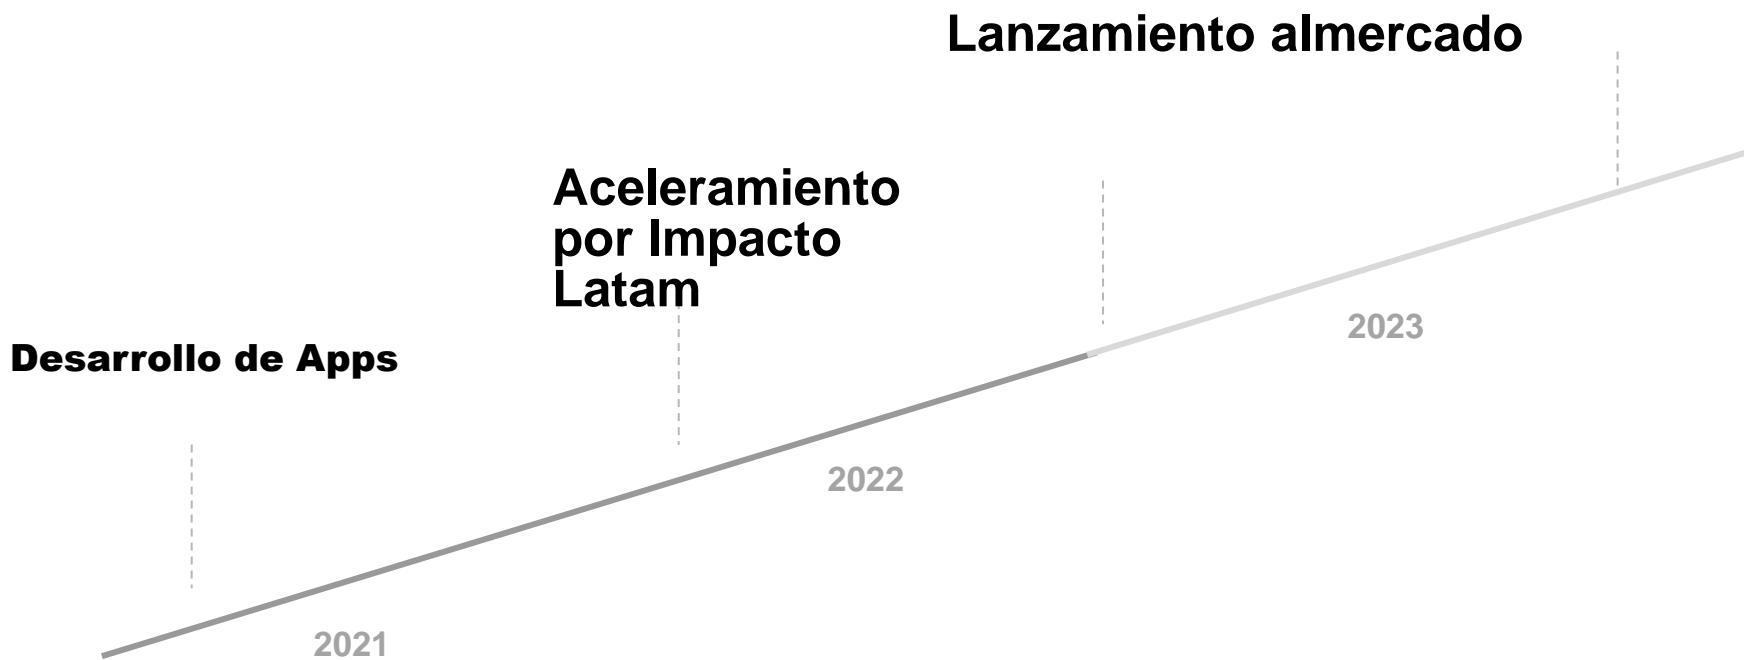 Lanzamiento almercado
Aceleramiento
por Impacto
Latam
2023
Desarrollo de Apps
2022
2021